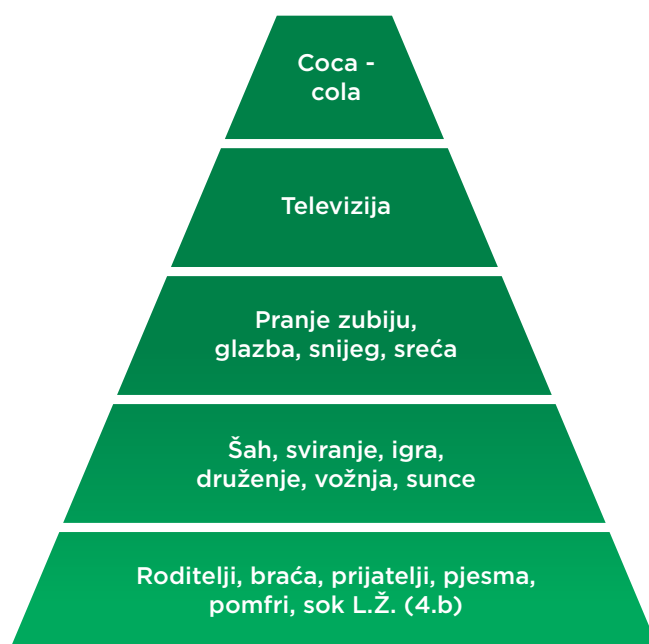 Coca -
cola
Televizija
Pranje zubiju,
glazba, snijeg, sreća
Šah, sviranje, igra,
druženje, vožnja, sunce
Roditelji, braća, prijatelji, pjesma,
pomfri, sok L.Ž. (4.b)